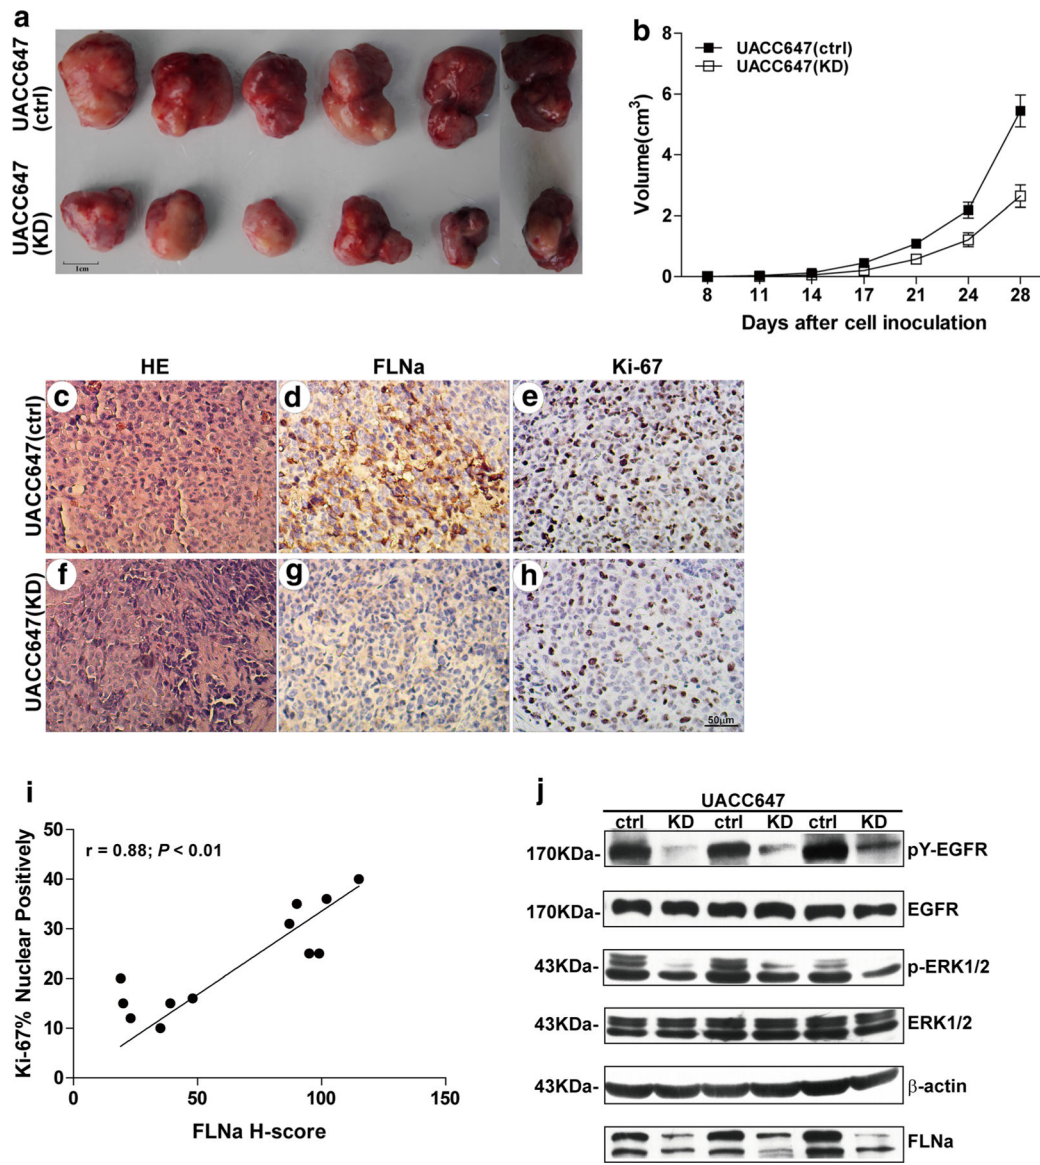 a
UACC647
(ctrl)
UACC647
(KD)
1cm
b
Volume(cm³)
8
6
4
2
0
UACC647(ctrl)
UACC647(KD)
8 11 14 17 21 24 28
Days after cell inoculation
HE FLNa Ki-67
UACC647(ctrl)
c d e
UACC647(KD)
f g h
50µm
i
Ki-67% Nuclear Positively
50
40
30
20
10
0
r = 0.88; P < 0.01
0 50 100 150
FLNa H-score
j
UACC647
ctrl KD ctrl KD ctrl KD
170KDa- pY-EGFR
170KDa- EGFR
43KDa- p-ERK1/2
43KDa- ERK1/2
43KDa- β-actin
FLNa